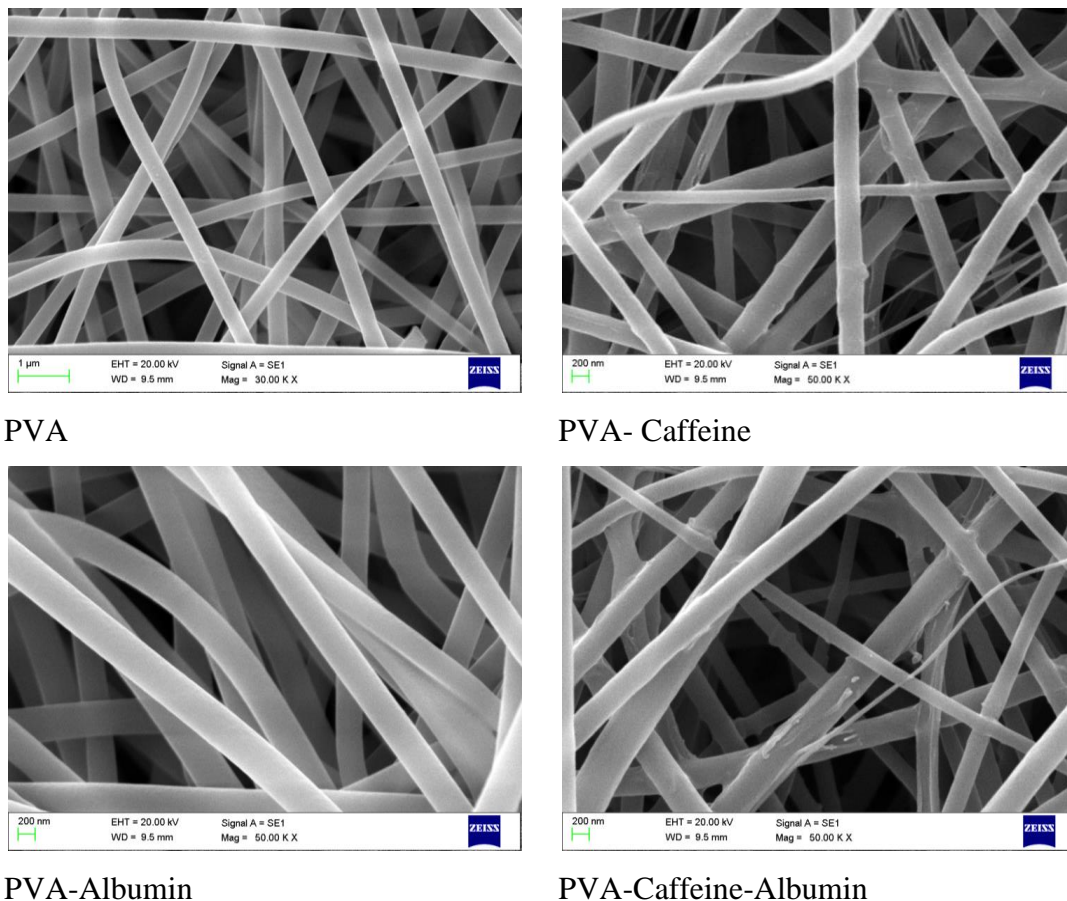 1 µm EHT = 20.00 kV Signal A = SE1 ZEISS
WD = 9.5 mm Mag = 30.00 K X
200 nm EHT = 20.00 kV Signal A = SE1 ZEISS
WD = 9.5 mm Mag = 50.00 K X
PVA
PVA- Caffeine
200 nm EHT = 20.00 kV Signal A = SE1 ZEISS
WD = 9.5 mm Mag = 50.00 K X
200 nm EHT = 20.00 kV Signal A = SE1 ZEISS
WD = 9.5 mm Mag = 50.00 K X
PVA-Albumin
PVA-Caffeine-Albumin